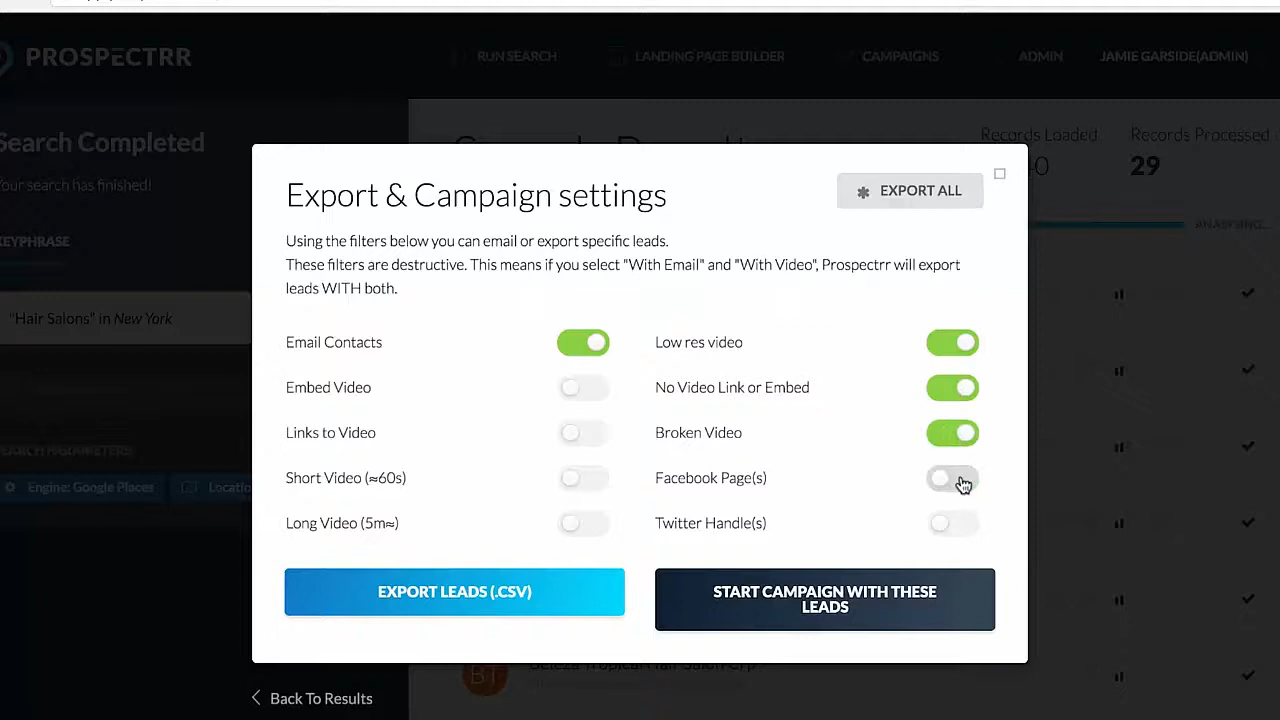 PROSPECTRR
RUN SEARCH
LANDING PAGE BUILDER
CAMPAIGNS
ADMIN
JAMIE GARSIDE(ADMIN)
Search Completed
Your search has finished!
KEYPHRASE
"Hair Salons" in New York
Engine: Google Places
Records Loaded
Records Processed
29
Export & Campaign settings
EXPORT ALL
Using the filters below you can email or export specific leads.
These filters are destructive. This means if you select "With Email" and "With Video", Prospectrr will export
leads WITH both.
Email Contacts
Low res video
Embed Video
No Video Link or Embed
Links to Video
Broken Video
Short Video (≈60s)
Facebook Page(s)
Long Video (5m≈)
Twitter Handle(s)
EXPORT LEADS (.CSV)
START CAMPAIGN WITH THESE
LEADS
BT
Back To Results